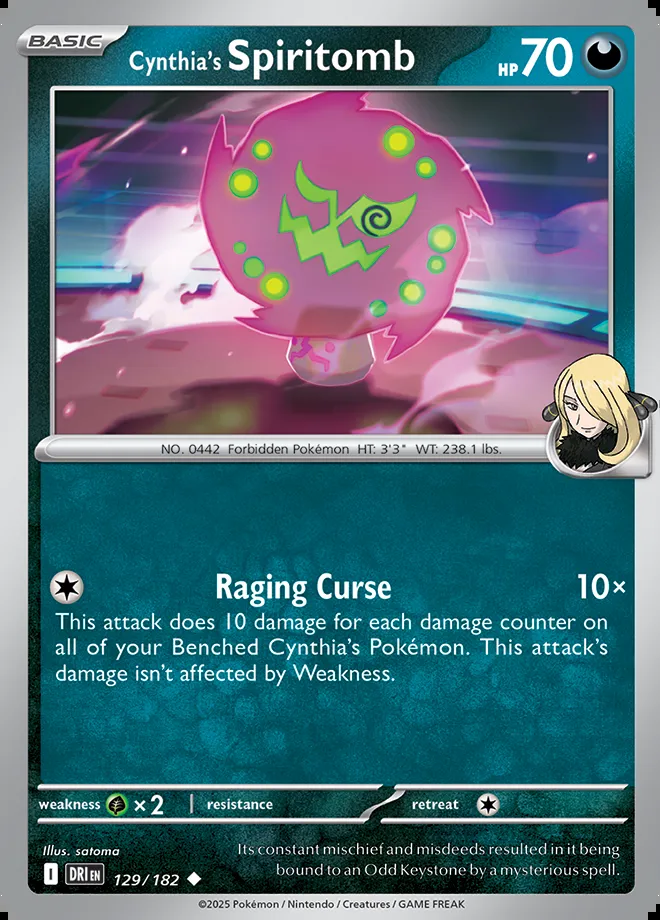 BASIC
Cynthia's Spiritomb HP 70
NO. 0442 Forbidden Pokémon HT: 3'3" WT: 238.1 lbs.
Raging Curse 10×
This attack does 10 damage for each damage counter on
all of your Benched Cynthia's Pokémon. This attack's
damage isn't affected by Weakness.
weakness ×2 resistance retreat
Illus. satoma
Its constant mischief and misdeeds resulted in it being
bound to an Odd Keystone by a mysterious spell.
I DRI EN 129/182
©2025 Pokémon / Nintendo / Creatures / GAME FREAK